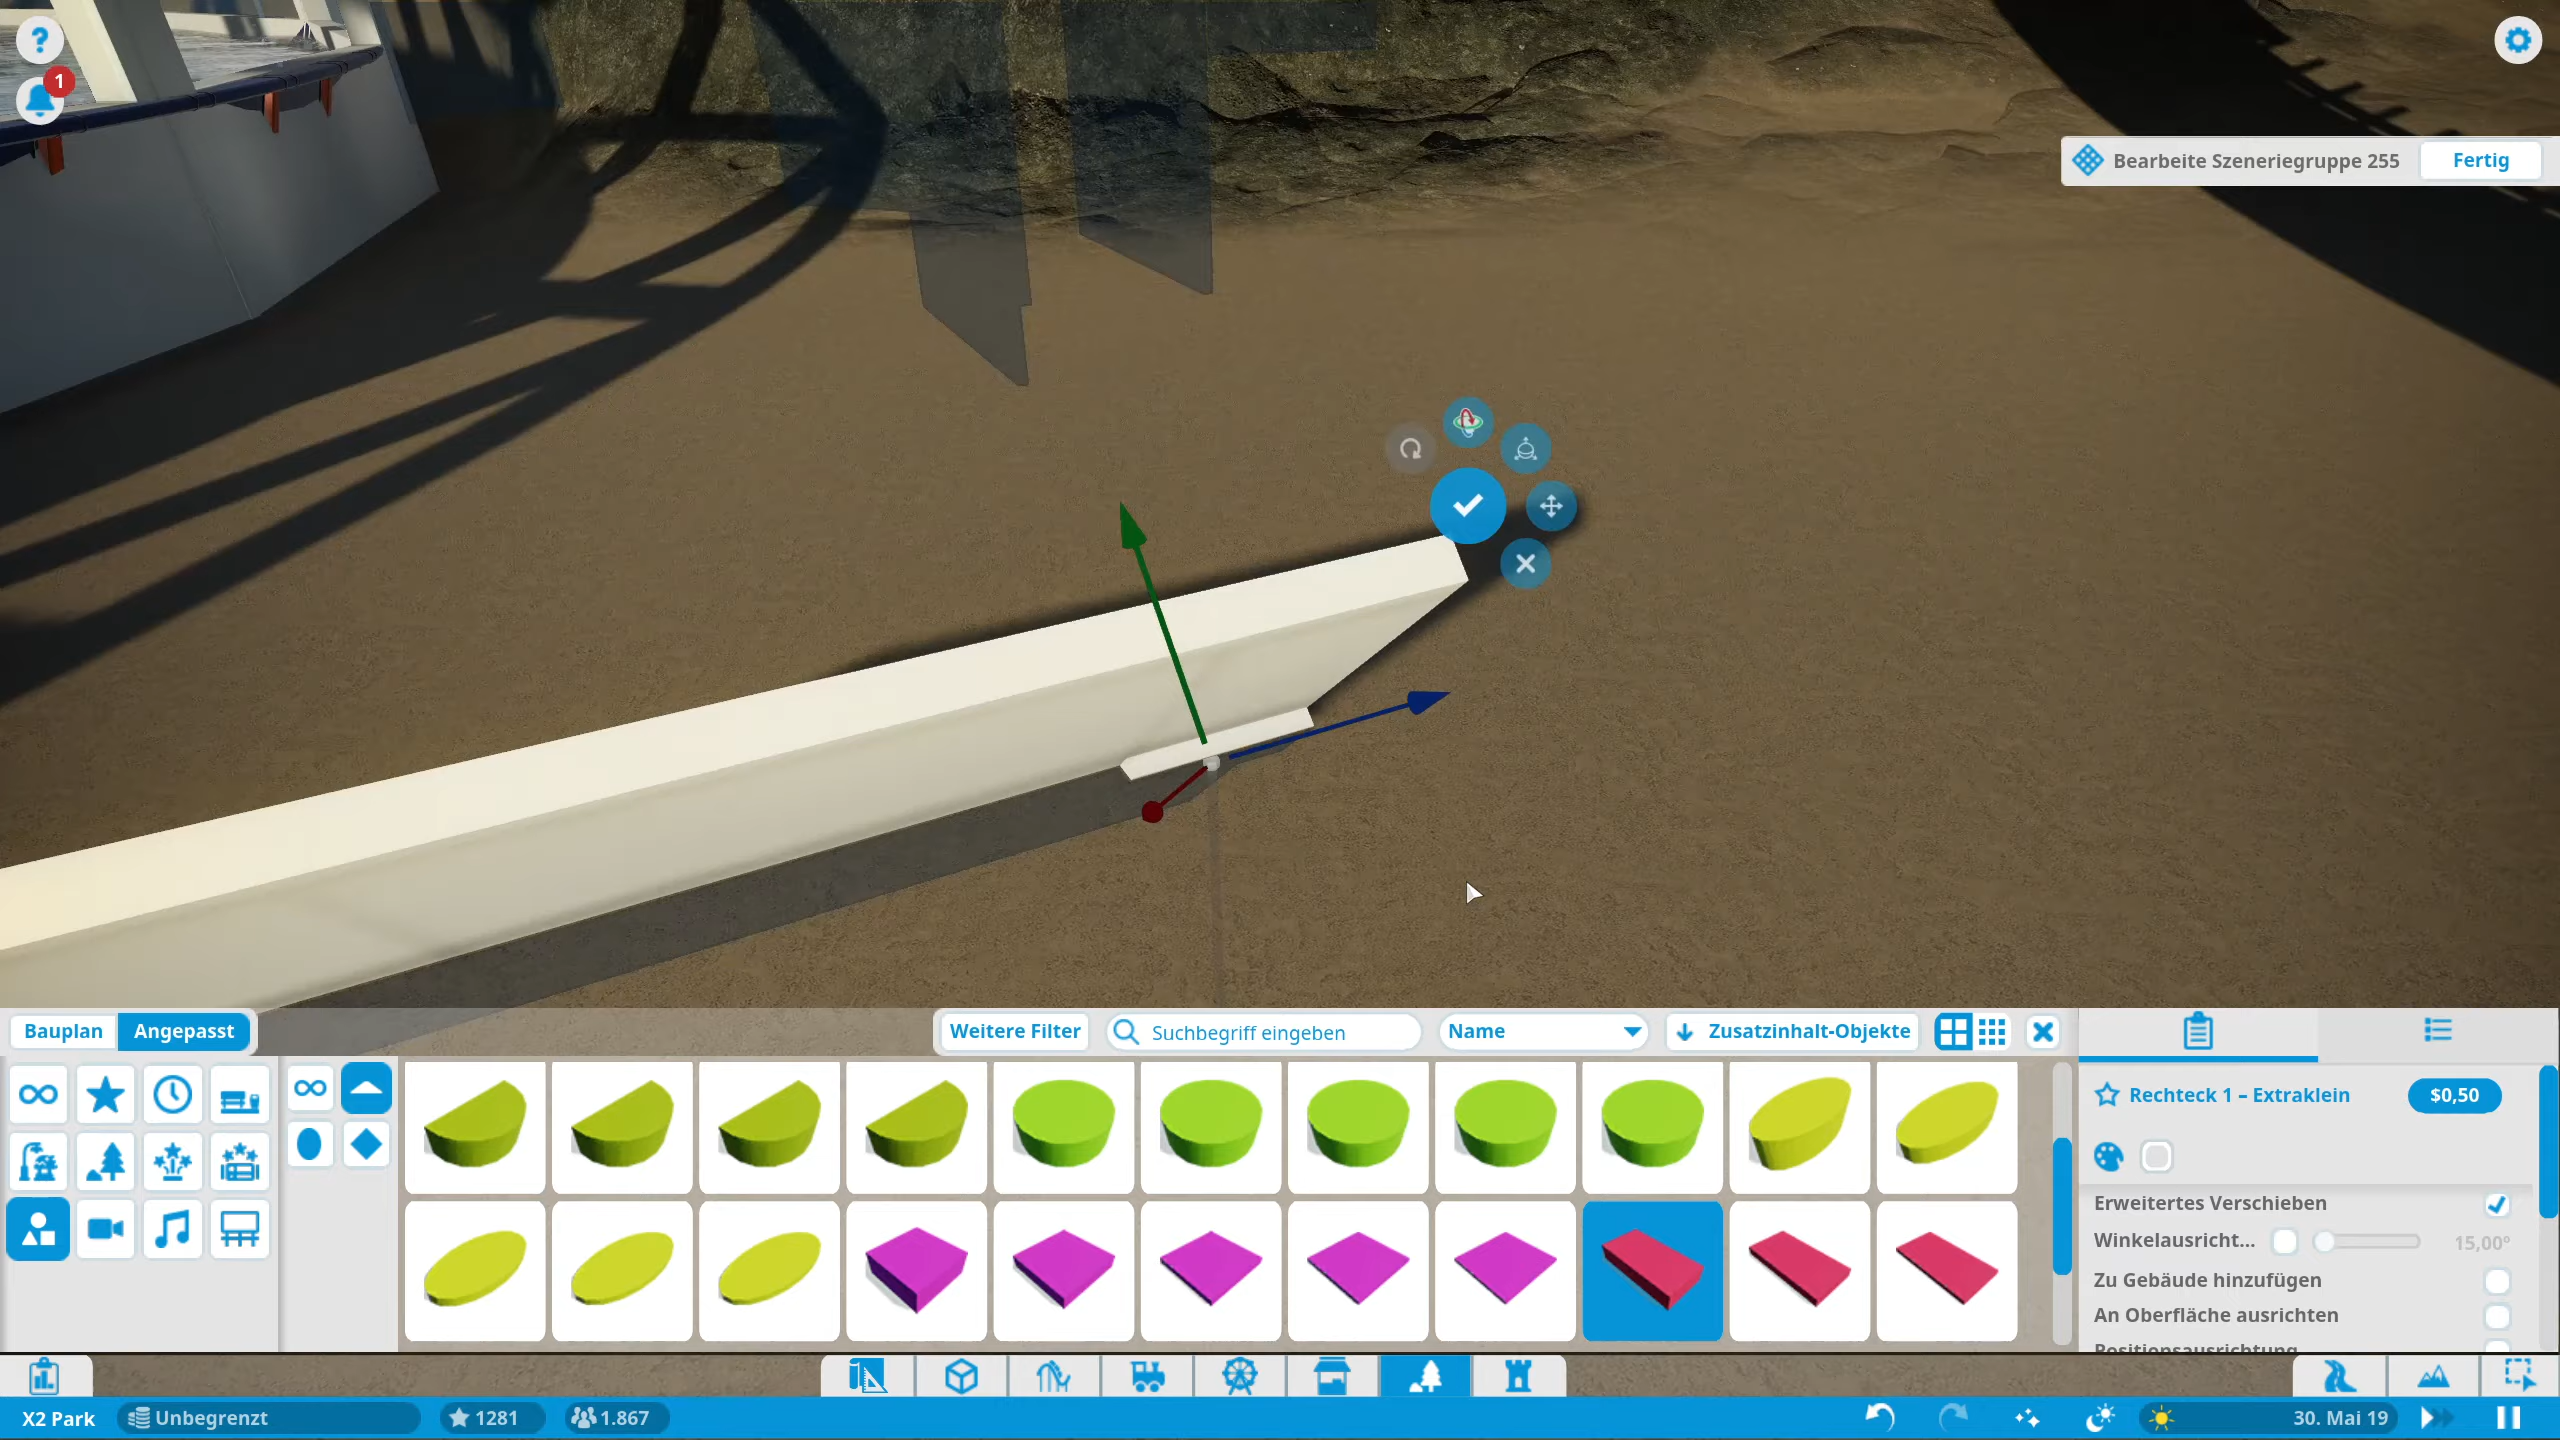 ?
1
Bearbeite Szeneriegruppe 255
Fertig
Bauplan
Angepasst
Weitere Filter
Suchbegriff eingeben
Name
Zusatzinhalt-Objekte
Rechteck 1 – Extraklein
$0,50
Erweitertes Verschieben
Winkelausricht...
15,00°
Zu Gebäude hinzufügen
An Oberfläche ausrichten
Positionsausrichtung
X2 Park
Unbegrenzt
1281
1.867
30. Mai 19